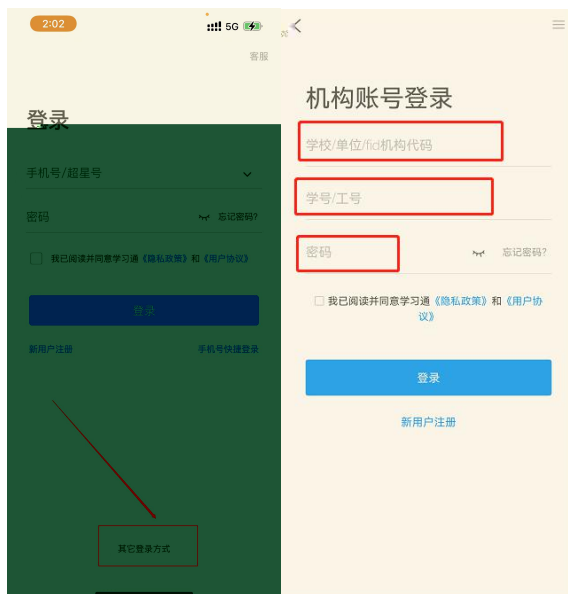 2:02
5G
客服
登录
手机号/超星号
密码
忘记密码?
我已阅读并同意学习通《隐私政策》和《用户协议》
登录
新用户注册
手机号快捷登录
其它登录方式
机构账号登录
学校/单位/fid机构代码
学号/工号
密码
忘记密码?
我已阅读并同意学习通《隐私政策》和《用户协
议》
登录
新用户注册